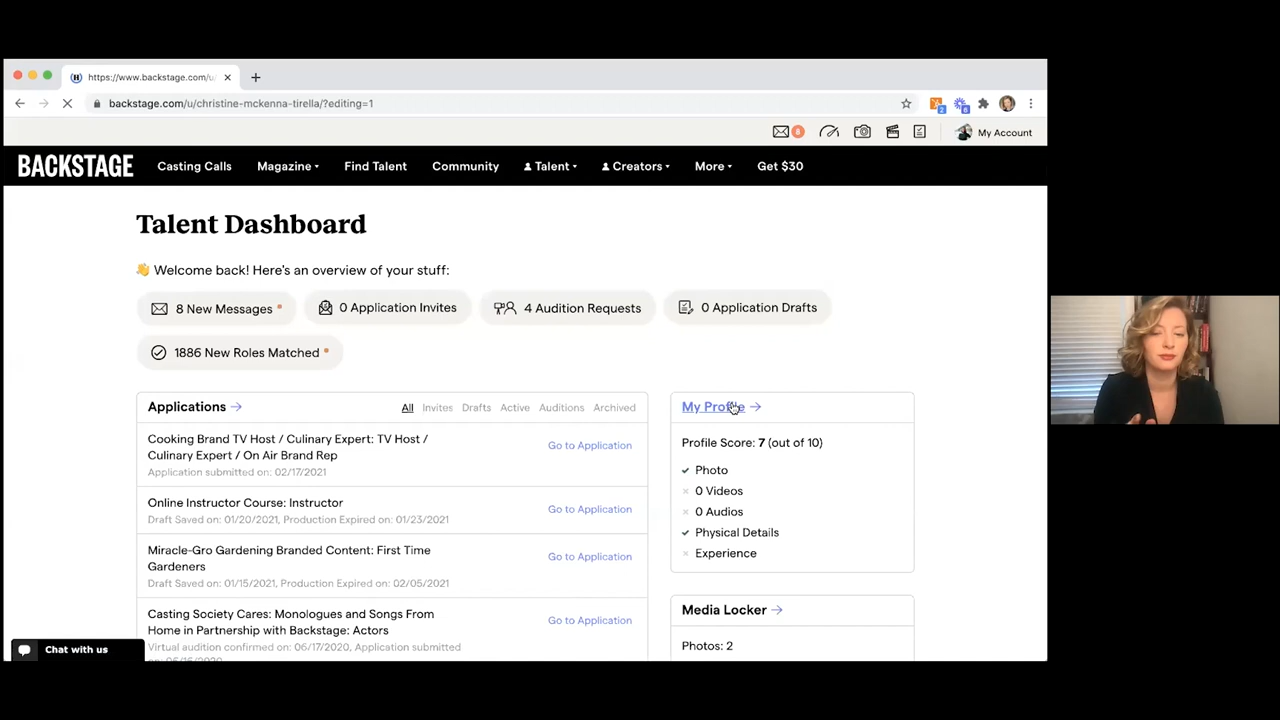 https://www.backstage.com/u/
backstage.com/u/christine-mckenna-tirella/?editing=1
2
6
8
My Account
BACKSTAGE
Casting Calls
Magazine
Find Talent
Community
Talent
Creators
More
Get $30
Talent Dashboard
👋 Welcome back! Here's an overview of your stuff:
8 New Messages
0 Application Invites
4 Audition Requests
0 Application Drafts
1886 New Roles Matched
Applications →
All Invites Drafts Active Auditions Archived
Cooking Brand TV Host / Culinary Expert: TV Host /
Culinary Expert / On Air Brand Rep
Application submitted on: 02/17/2021
Go to Application
Online Instructor Course: Instructor
Draft Saved on: 01/20/2021, Production Expired on: 01/23/2021
Go to Application
Miracle-Gro Gardening Branded Content: First Time
Gardeners
Draft Saved on: 01/15/2021, Production Expired on: 02/05/2021
Go to Application
Casting Society Cares: Monologues and Songs From
Home in Partnership with Backstage: Actors
Virtual audition confirmed on: 06/17/2020, Application submitted
Go to Application
My Profile →
Profile Score: 7 (out of 10)
Photo
0 Videos
0 Audios
Physical Details
Experience
Media Locker →
Photos: 2
Chat with us